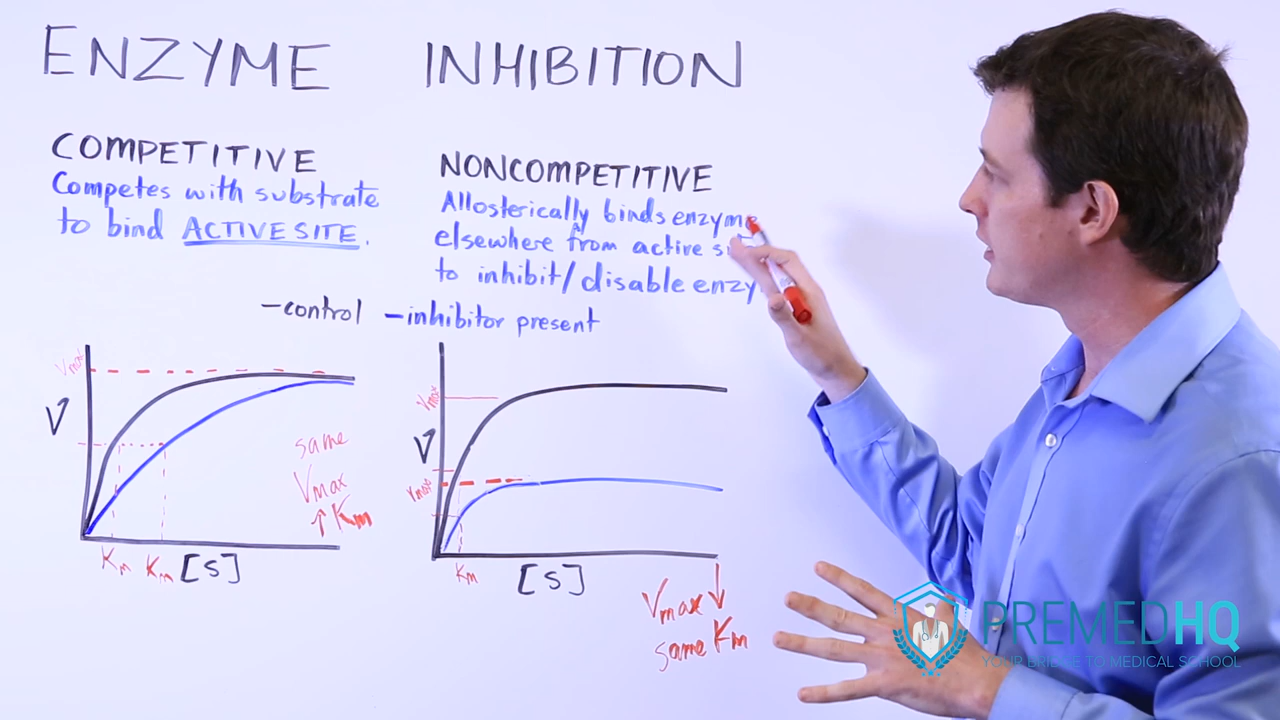 ENZYME INHIBITION
COMPETITIVE
Competes with substrate
to bind ACTIVE SITE.
NONCOMPETITIVE
Allosterically binds enzyme
elsewhere from active
to inhibit/disable
-control -inhibitor present
Vmax
V
same
Vmax
↑ Km
Km Km [S]
Vmax
V
Vmax
Km [S]
Vmax ↓
same Km
PREMEDHQ
YOUR BRIDGE TO MEDICAL SCHOOL